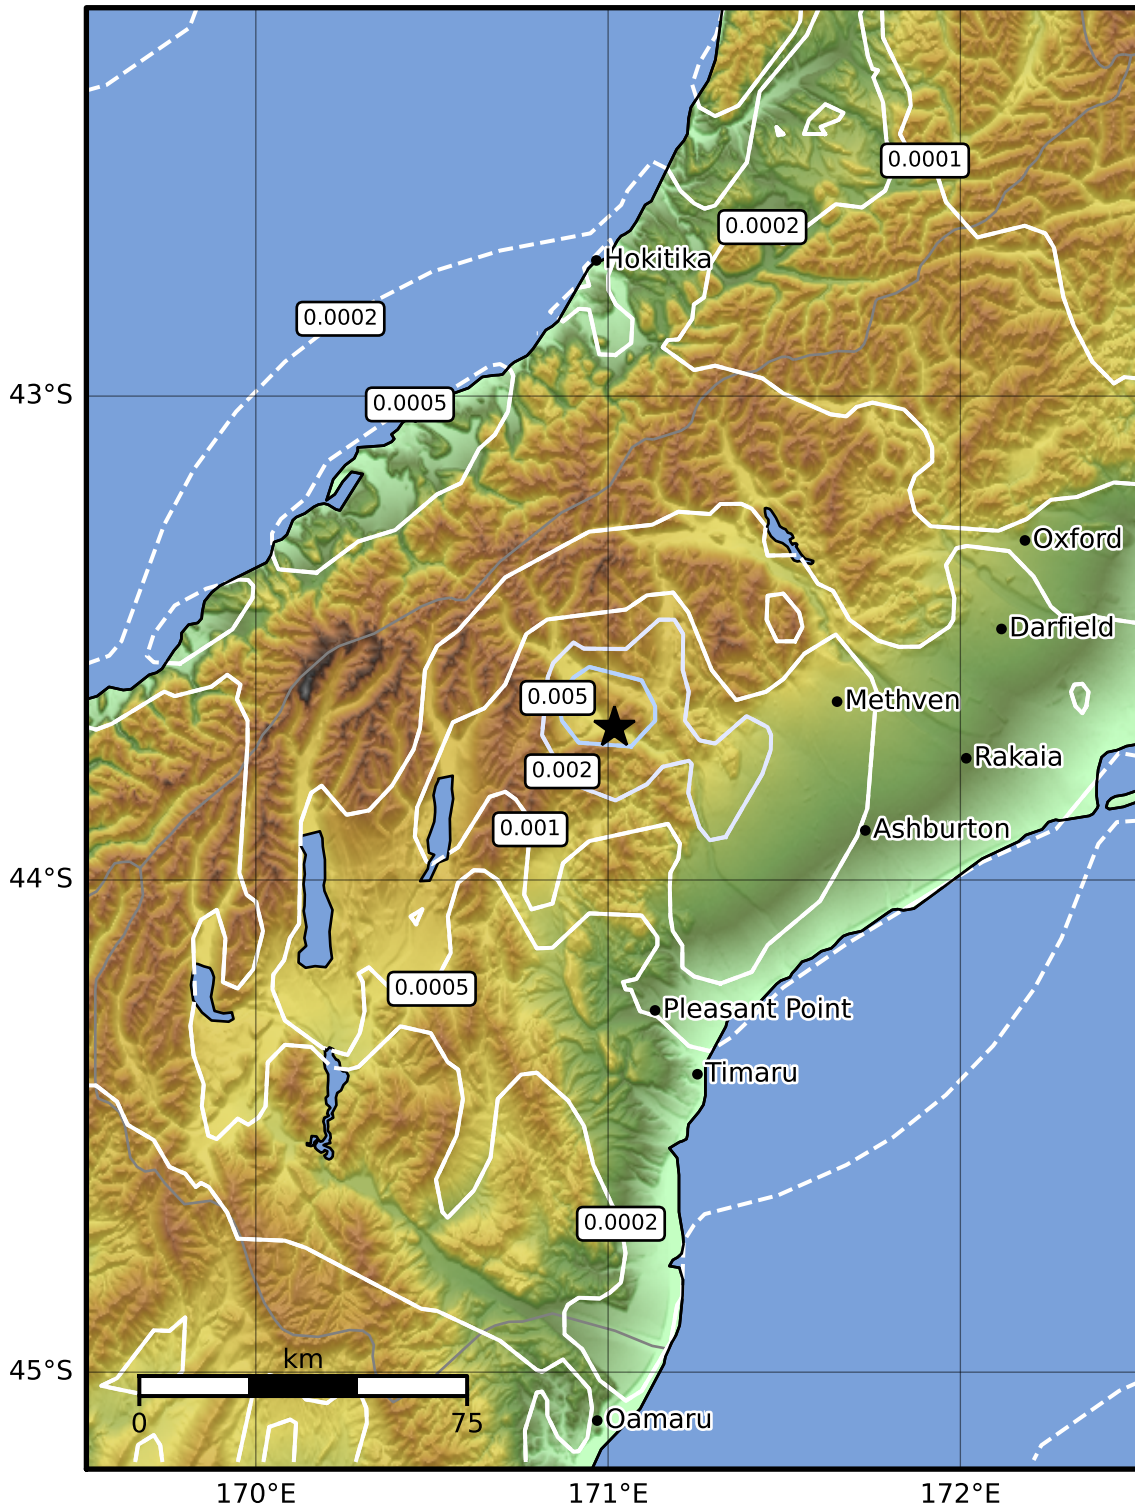 0.0001
0.0002
Hokitika
0.0002
43°S
0.0005
Oxford
Darfield
0.005
Methven
Rakaia
0.002
0.001
Ashburton
44°S
0.0005
Pleasant Point
Timaru
0.0002
km
45°S
0
75
Oamaru
170°E
171°E
172°E